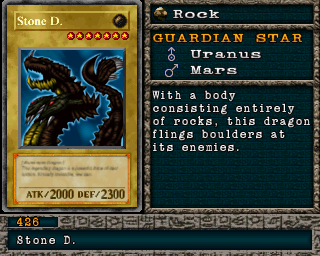 Stone D.
ATK/2000 DEF/2300
Rock
GUARDIAN STAR
Uranus
Mars
With a body
consisting entirely
of rocks, this dragon
flings boulders at
its enemies.
426
Stone D.